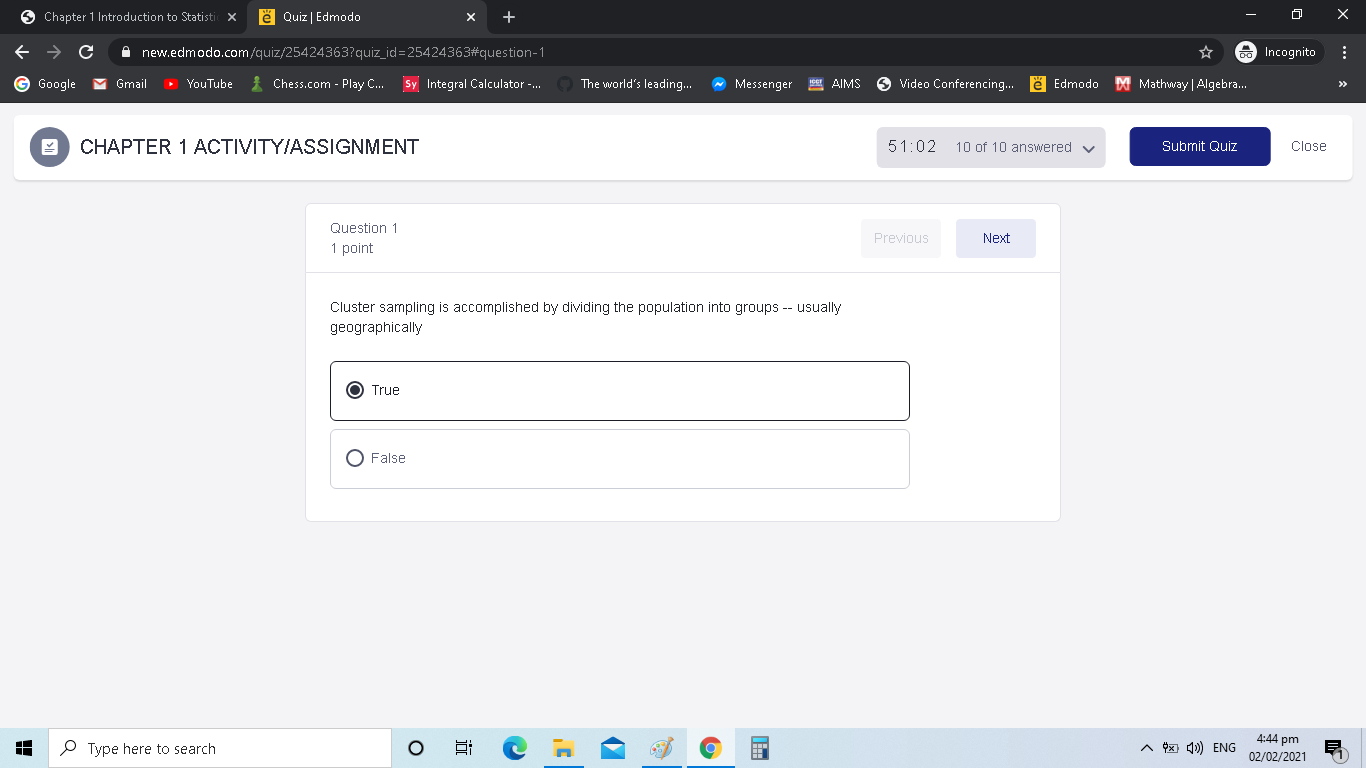 Chapter 1 Introduction to Statisti
Quiz | Edmodo
new.edmodo.com/quiz/25424363?quiz_id=25424363#question-1
Incognito
Google
Gmail
YouTube
Chess.com - Play C...
Sy
Integral Calculator -...
The world's leading...
Messenger
AIMS
Video Conferencing...
Edmodo
Mathway | Algebra...
»
CHAPTER 1 ACTIVITY/ASSIGNMENT
51:02
10 of 10 answered
Submit Quiz
Close
Question 1
1 point
Previous
Next
Cluster sampling is accomplished by dividing the population into groups -- usually
geographically
True
False
Type here to search
ENG
4:44 pm
02/02/2021
1